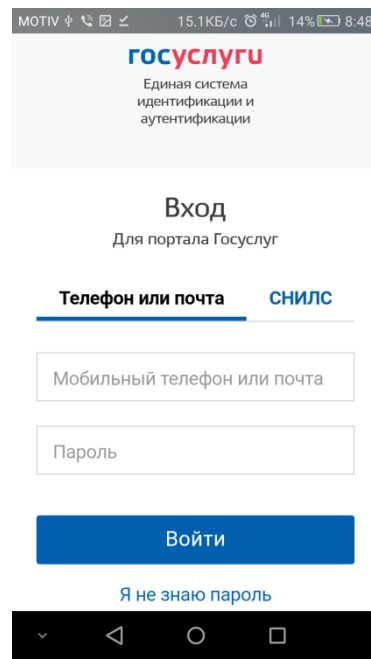 MOTIV 15.1КБ/с 4G 14% 8:48
госуслуги
Единая система
идентификации и
аутентификации
Вход
Для портала Госуслуг
Телефон или почта СНИЛС
Мобильный телефон или почта
Пароль
Войти
Я не знаю пароль